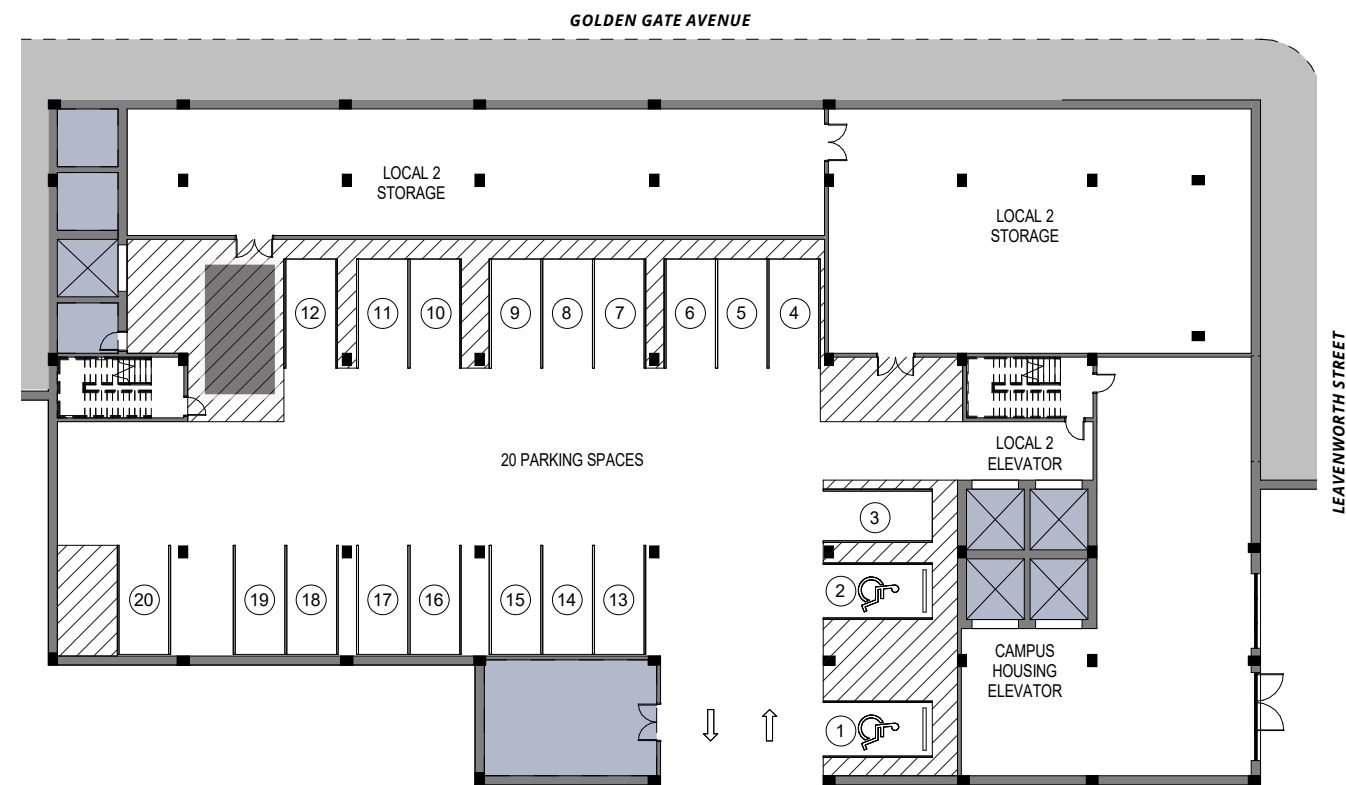 GOLDEN GATE AVENUE
LOCAL 2
STORAGE
LOCAL 2
STORAGE
12
11
10
9
8
7
6
5
4
LEAVENWORTH STREET
20 PARKING SPACES
LOCAL 2
ELEVATOR
3
2
20
19
18
17
16
15
14
13
CAMPUS
HOUSING
ELEVATOR
1